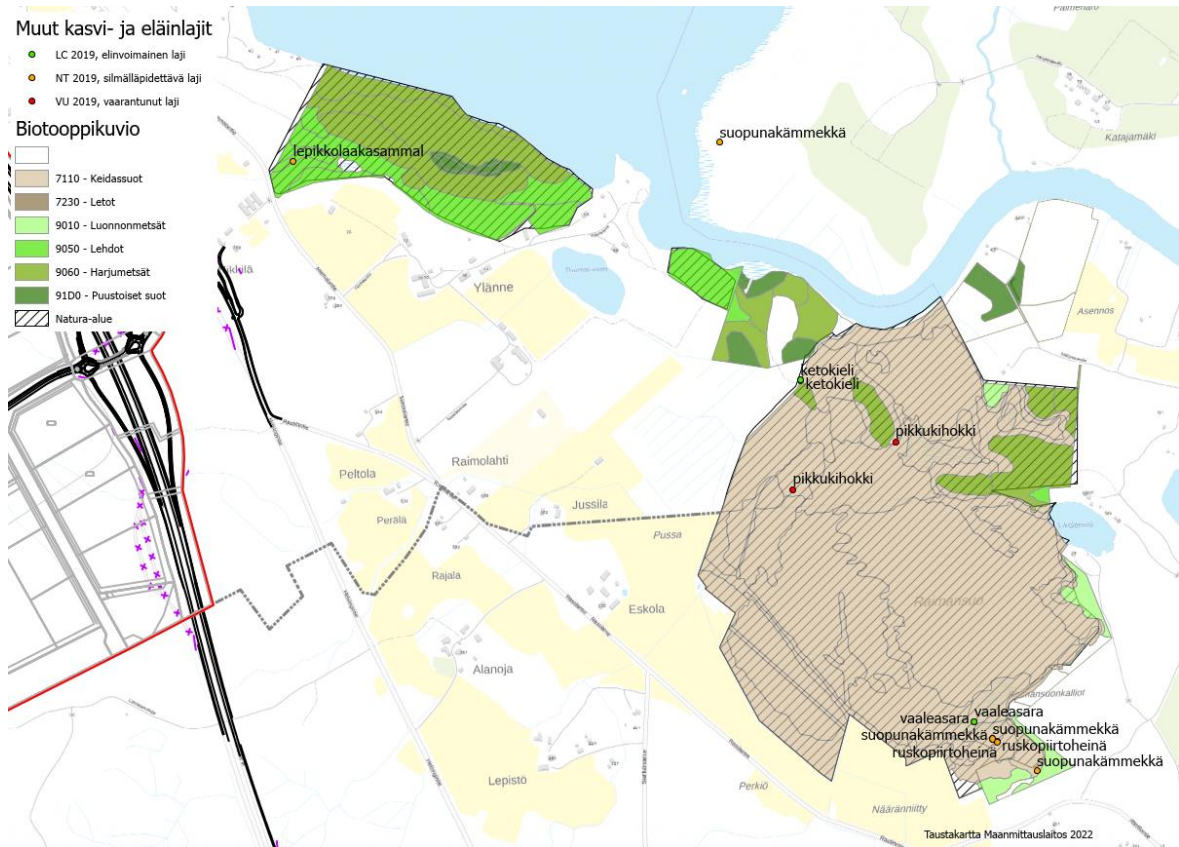 Muut kasvi- ja eläinlajit
LC 2019, elinvoimainen laji
NT 2019, silmälläpidettävä laji
VU 2019, vaarantunut laji
Biotooppikuvio
7110 - Keidassuot
7230 - Letot
9010 - Luonnonmetsät
9050 - Lehdot
9060 - Harjumetsät
91D0 - Puustoiset suot
Natura-alue
lepikkolaakasammal
suopunakämmekkä
Katajamäki
Ylänne
Asennos
ketokieli
ketokieli
pikkukihokki
pikkukihokki
Raimolahti
Peltola
Perälä
Jussila
Pussa
Rajala
Eskola
Alanoja
Lepistö
Perkiö
Näränniitty
vaaleasara
vaaleasara
suopunakämmekkä
suopunakämmekkä
ruskopiirtoheinä
ruskopiirtoheinä
suopunakämmekkä
Taustakartta Maanmittauslaitos 2022